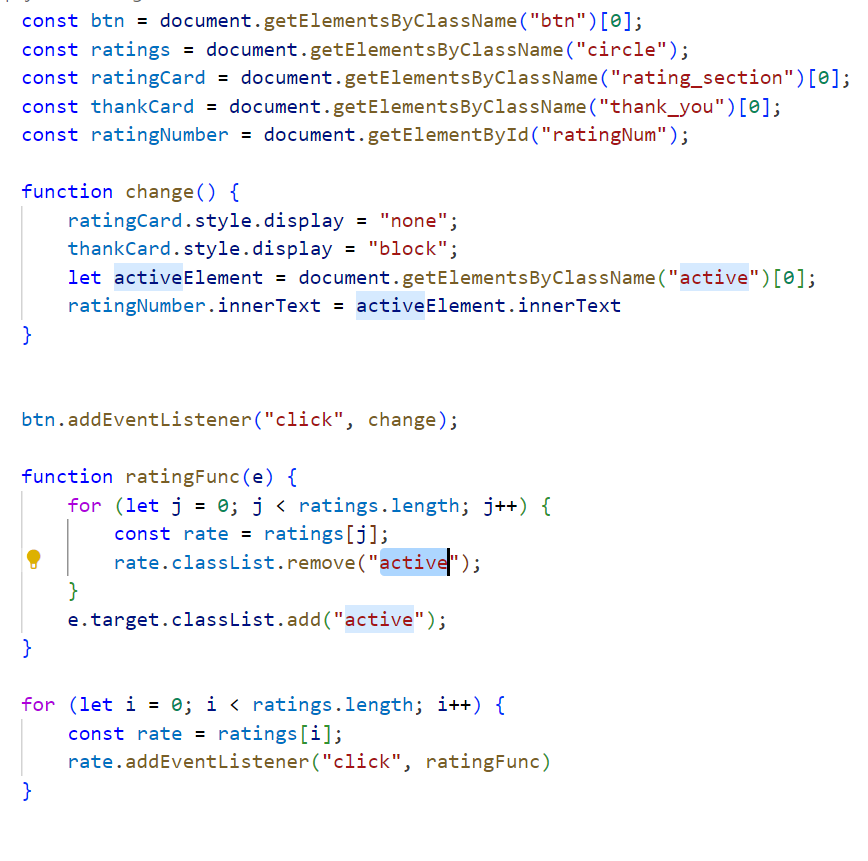 const btn = document.getElementsByClassName("btn")[0];
const ratings = document.getElementsByClassName("circle");
const ratingCard = document.getElementsByClassName("rating_section")[0];
const thankCard = document.getElementsByClassName("thank_you")[0];
const ratingNumber = document.getElementById("ratingNum");
function change() {
ratingCard.style.display = "none";
thankCard.style.display = "block";
let activeElement = document.getElementsByClassName("active")[0];
ratingNumber.innerText = activeElement.innerText
}
btn.addEventListener("click", change);
function ratingFunc(e) {
for (let j = 0; j < ratings.length; j++) {
const rate = ratings[j];
rate.classList.remove("active");
}
e.target.classList.add("active");
}
for (let i = 0; i < ratings.length; i++) {
const rate = ratings[i];
rate.addEventListener("click", ratingFunc)
}